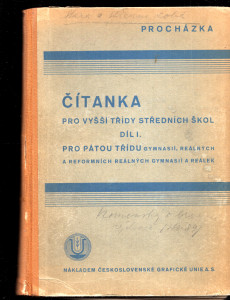 PROCHÁZKA
ČÍTANKA
PRO VYŠŠÍ TŘÍDY STŘEDNÍCH ŠKOL
DÍL I.
PRO PÁTOU TŘÍDU GYMNASIÍ, REÁLNÝCH
A REFORMNÍCH REÁLNÝCH GYMNASIÍ A REÁLEK
NÁKLADEM ČESKOSLOVENSKÉ GRAFICKÉ UNIE A. S.